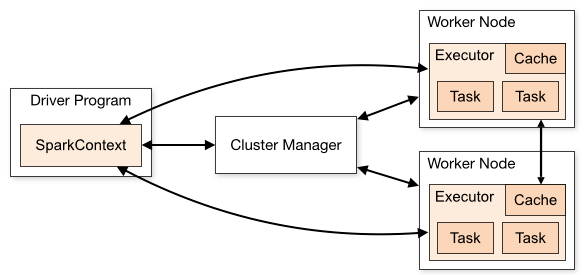 Driver Program
SparkContext
Cluster Manager
Worker Node
Executor
Cache
Task
Task
Worker Node
Executor
Cache
Task
Task